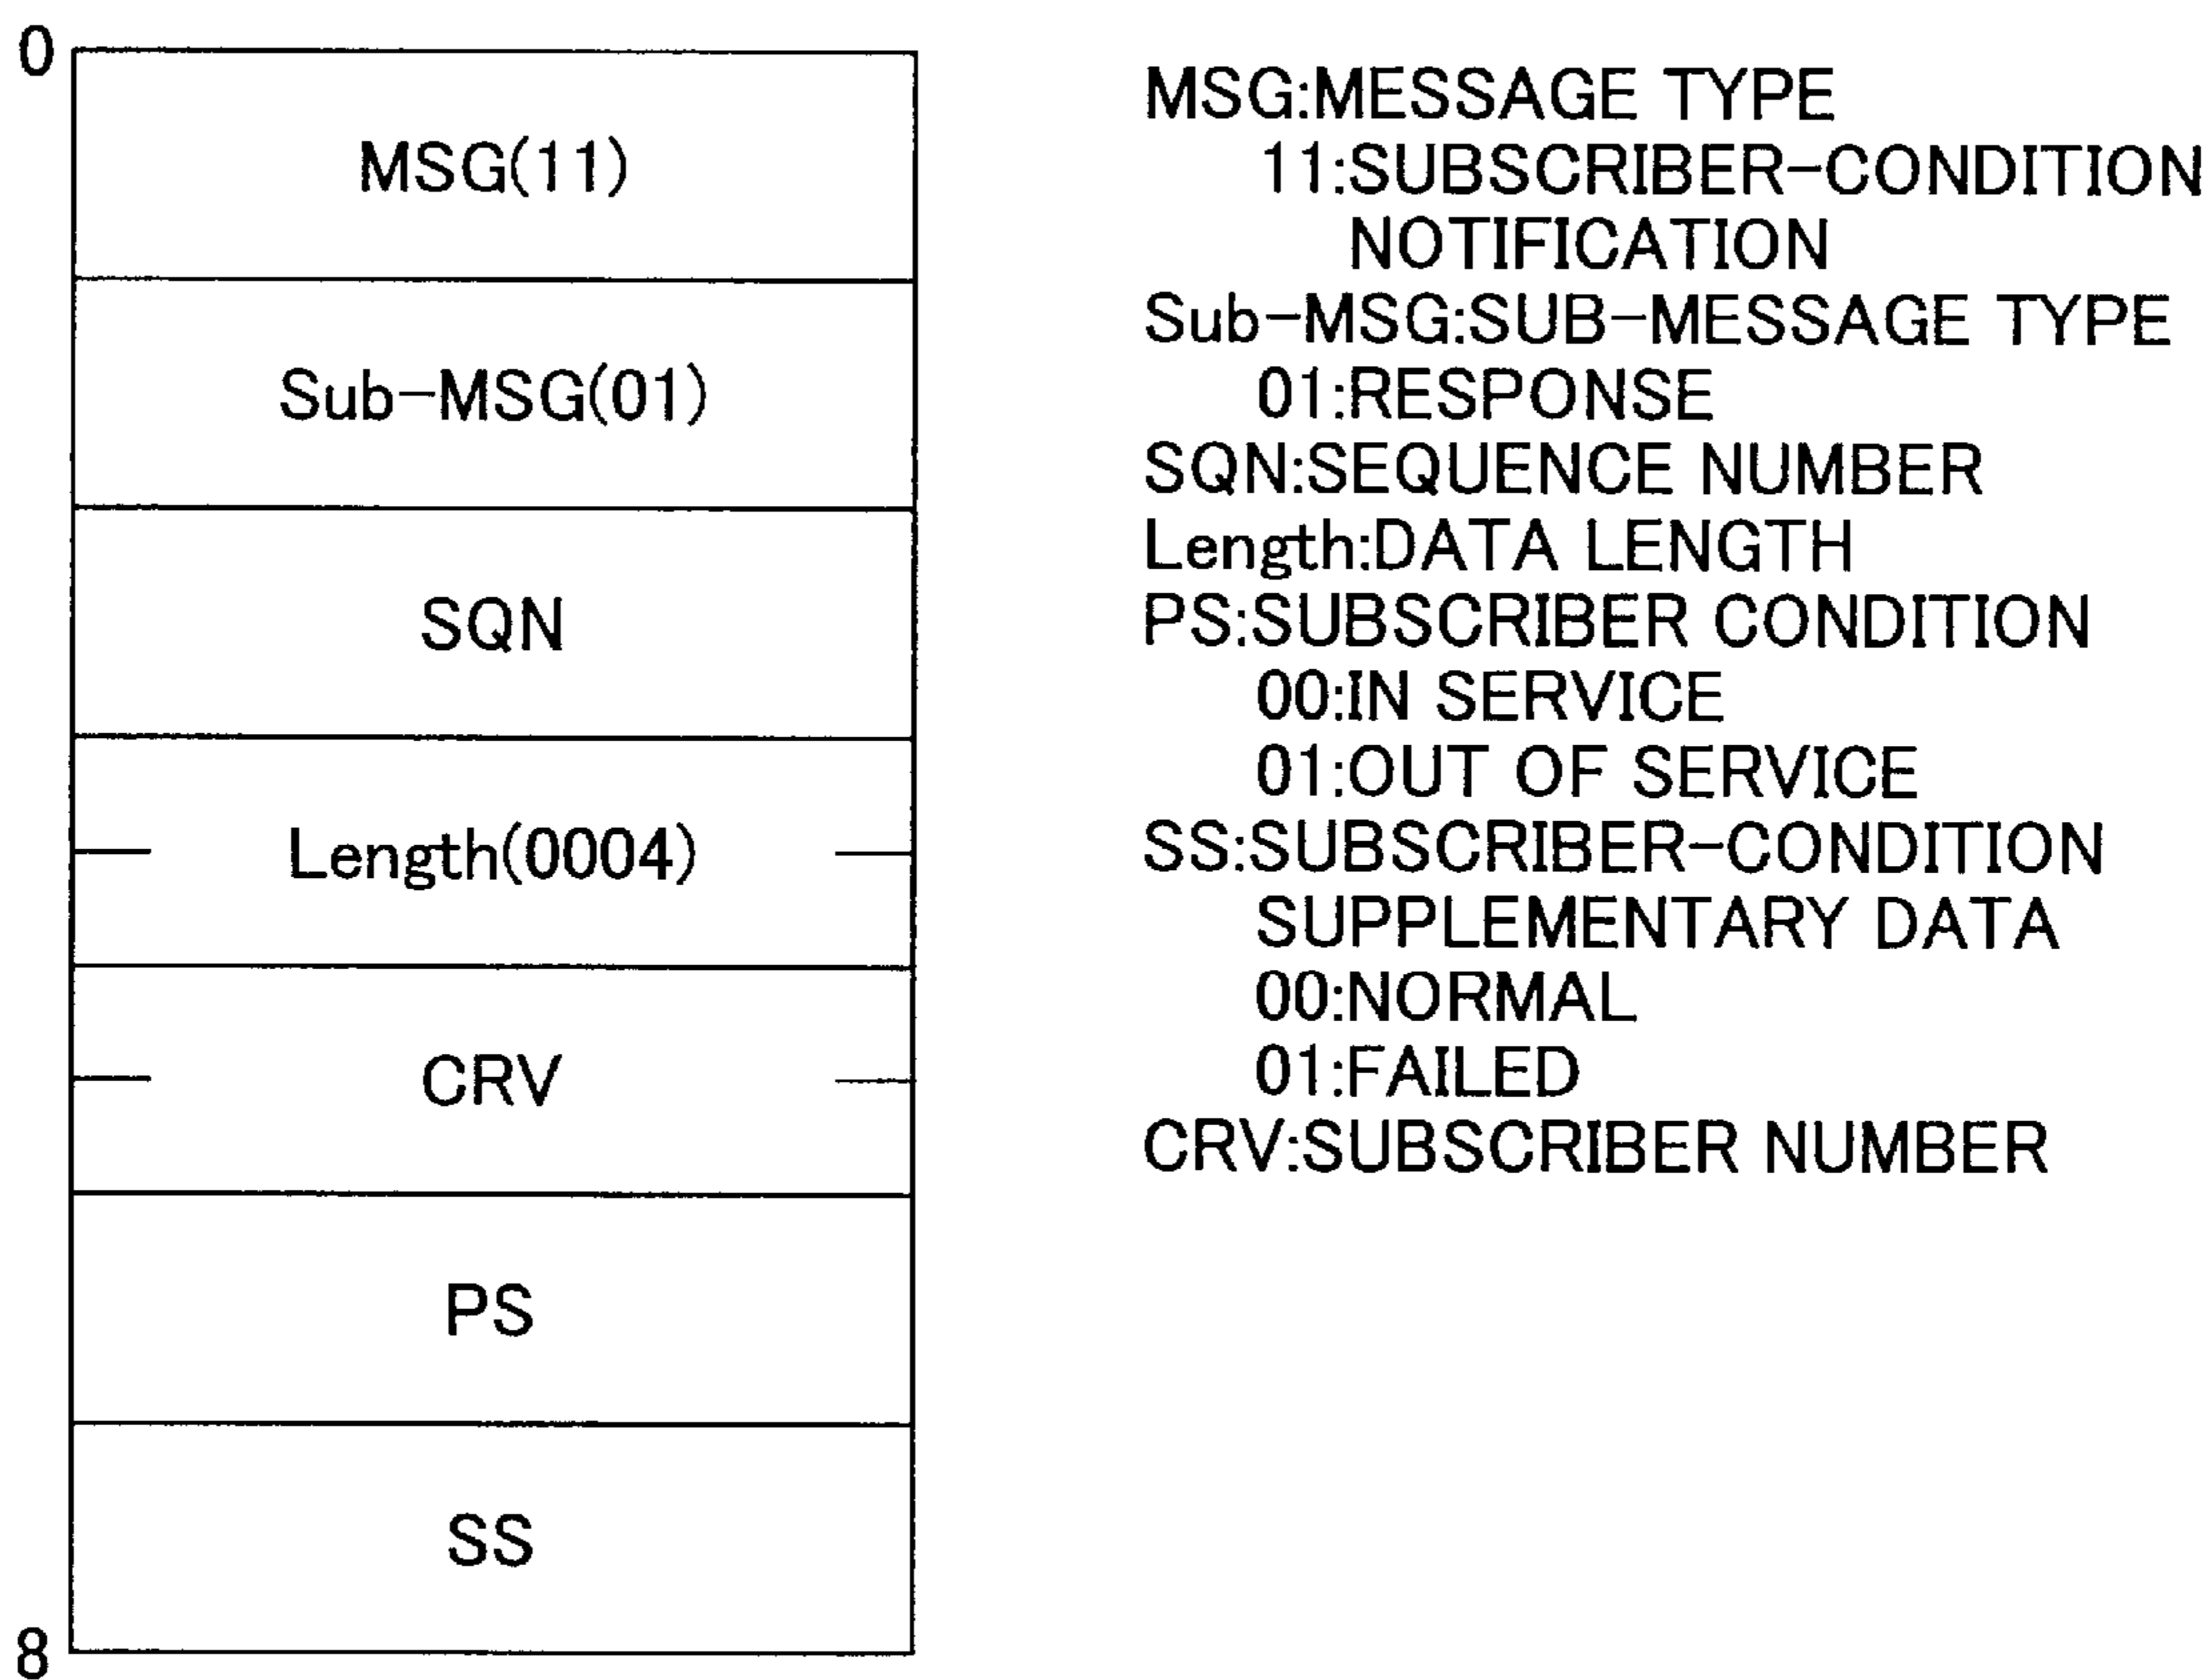 0
MSG(11)
Sub-MSG(01)
SQN
Length(0004)
CRV
PS
SS
8
MSG:MESSAGE TYPE
11:SUBSCRIBER-CONDITION
NOTIFICATION
Sub-MSG:SUB-MESSAGE TYPE
01:RESPONSE
SQN:SEQUENCE NUMBER
Length:DATA LENGTH
PS:SUBSCRIBER CONDITION
00:IN SERVICE
01:OUT OF SERVICE
SS:SUBSCRIBER-CONDITION
SUPPLEMENTARY DATA
00:NORMAL
01:FAILED
CRV:SUBSCRIBER NUMBER